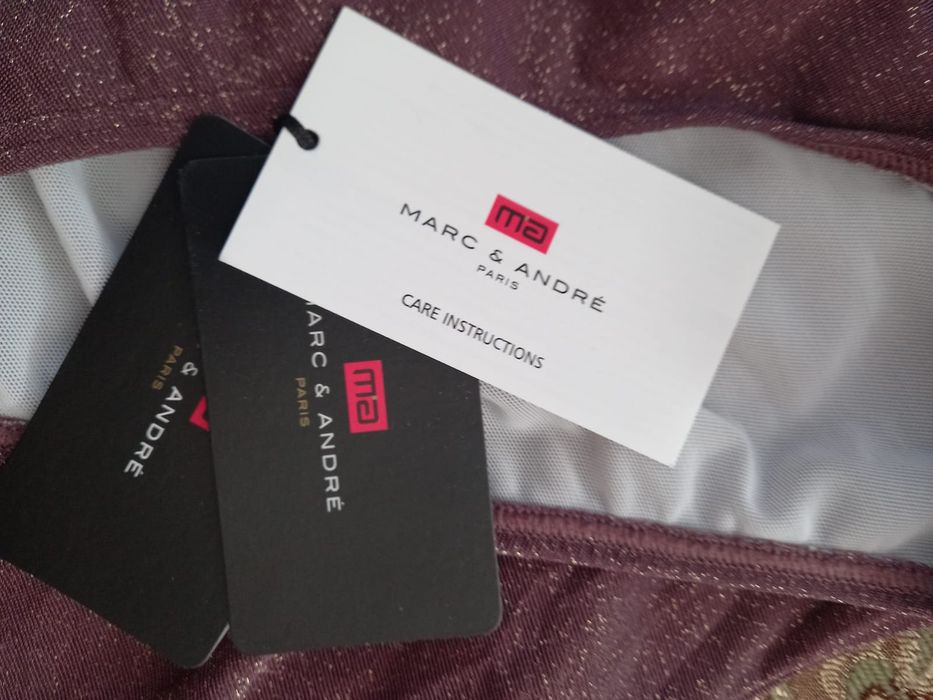 ma
MARC & ANDRÉ
PARIS
CARE INSTRUCTIONS
ma
MARC & ANDRÉ
PARIS
& ANDRÉ
PARIS